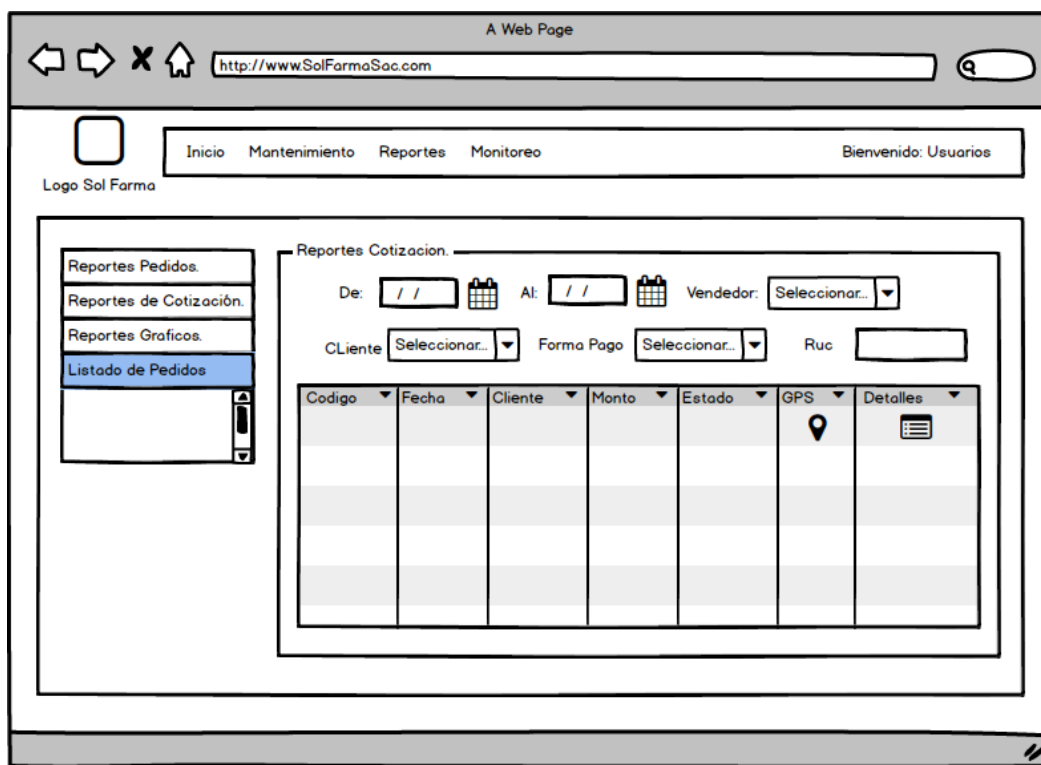 A Web Page
http://www.SolFarmaSac.com
Inicio Mantenimiento Reportes Monitoreo Bienvenido: Usuarios
Logo Sol Farma
Reportes Pedidos.
Reportes de Cotización.
Reportes Graficos.
Listado de Pedidos
Reportes Cotizacion.
De: / / Al: / / Vendedor: Seleccionar...
CLiente Seleccionar... Forma Pago Seleccionar... Ruc
Codigo Fecha Cliente Monto Estado GPS Detalles